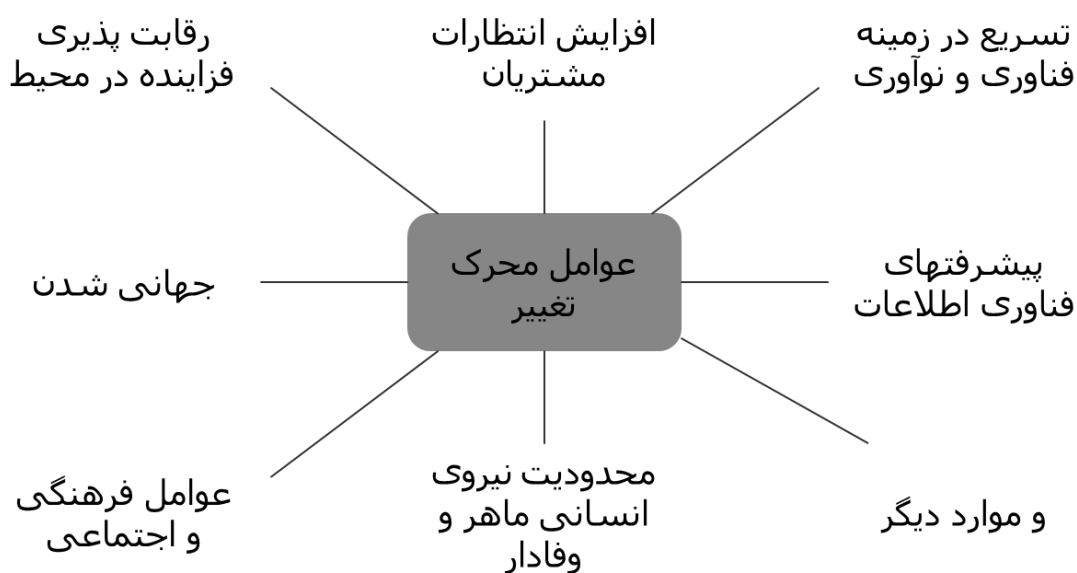 تسریع در زمینه
فناوری و نوآوری
افزایش انتظارات
مشتریان
رقابت پذیری
فزاینده در محیط
پیشرفتهای
فناوری اطلاعات
عوامل محرک
تغییر
جهانی شدن
و موارد دیگر
محدودیت نیروی
انسانی ماهر و
وفادار
عوامل فرهنگی
و اجتماعی